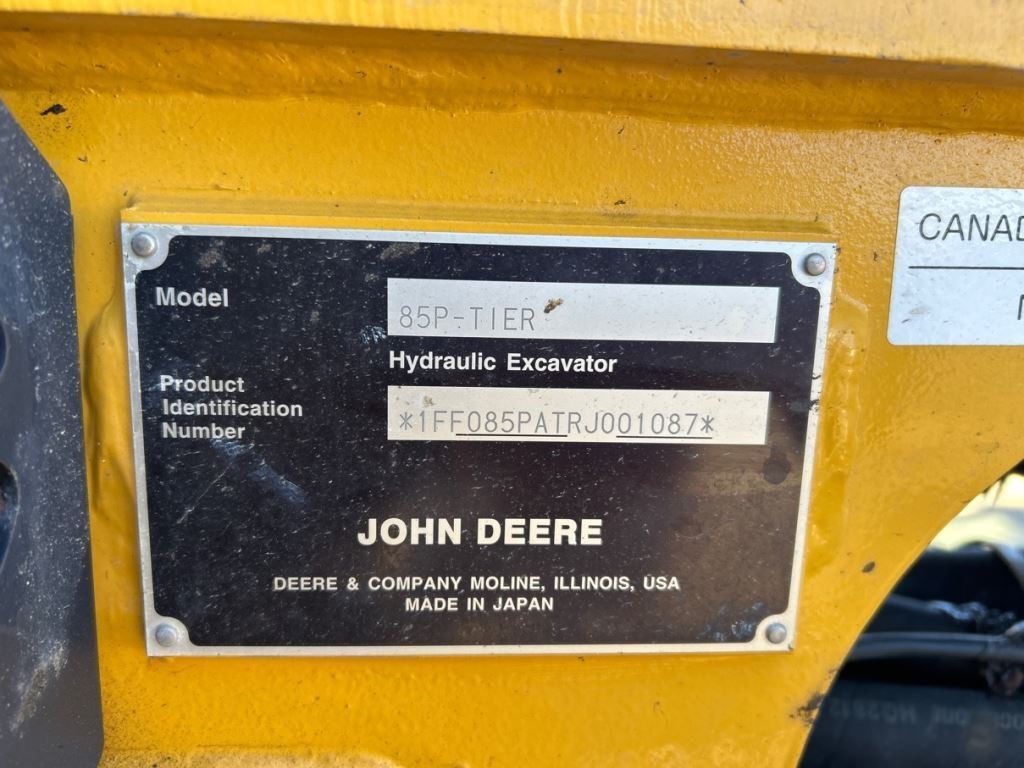 Model
85P-TIER
Hydraulic Excavator
Product
Identification
Number
*1FF085PATRJ001087*
JOHN DEERE
DEERE & COMPANY MOLINE, ILLINOIS, USA
MADE IN JAPAN
CANAD